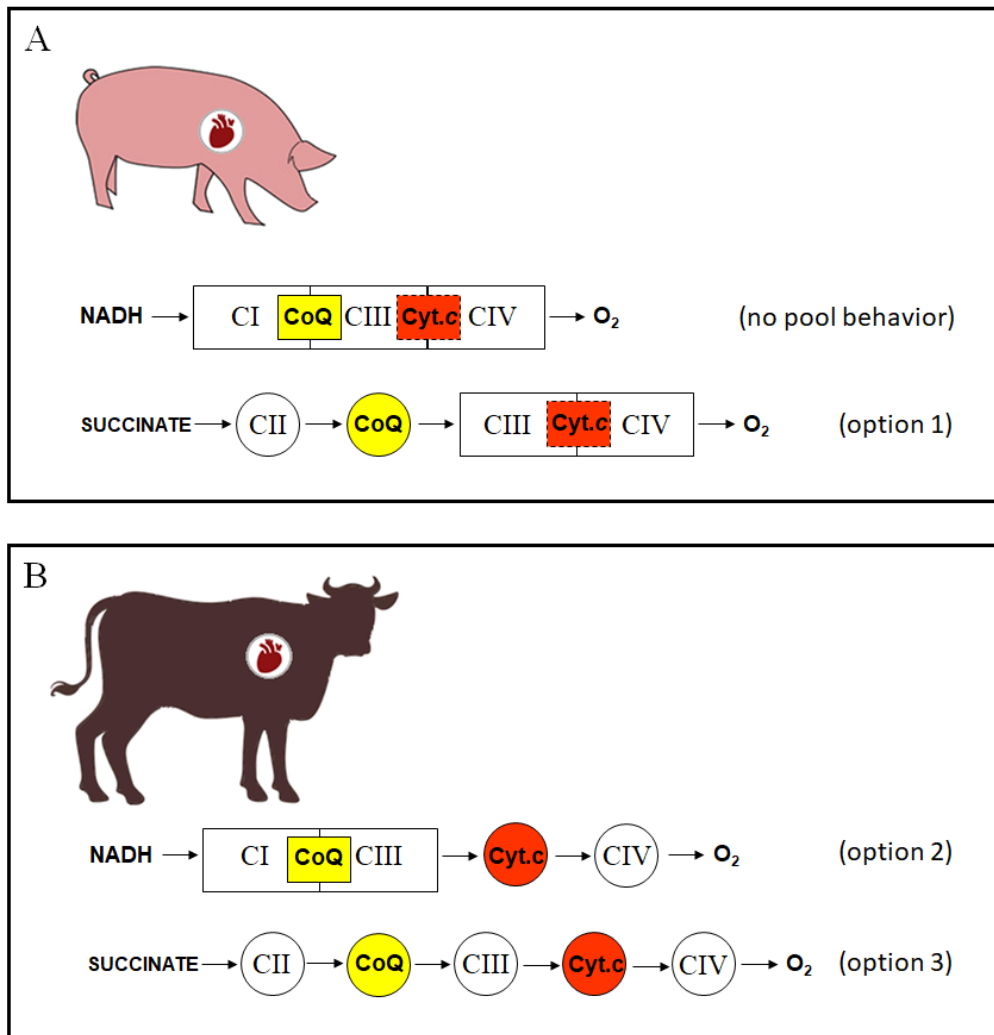 A
NADH CI CoQ CIII Cyt.c CIV O₂ (no pool behavior)
SUCCINATE CII CoQ CIII Cyt.c CIV O₂ (option 1)
B
NADH CI CoQ CIII Cyt.c CIV O₂ (option 2)
SUCCINATE CII CoQ CIII Cyt.c CIV O₂ (option 3)